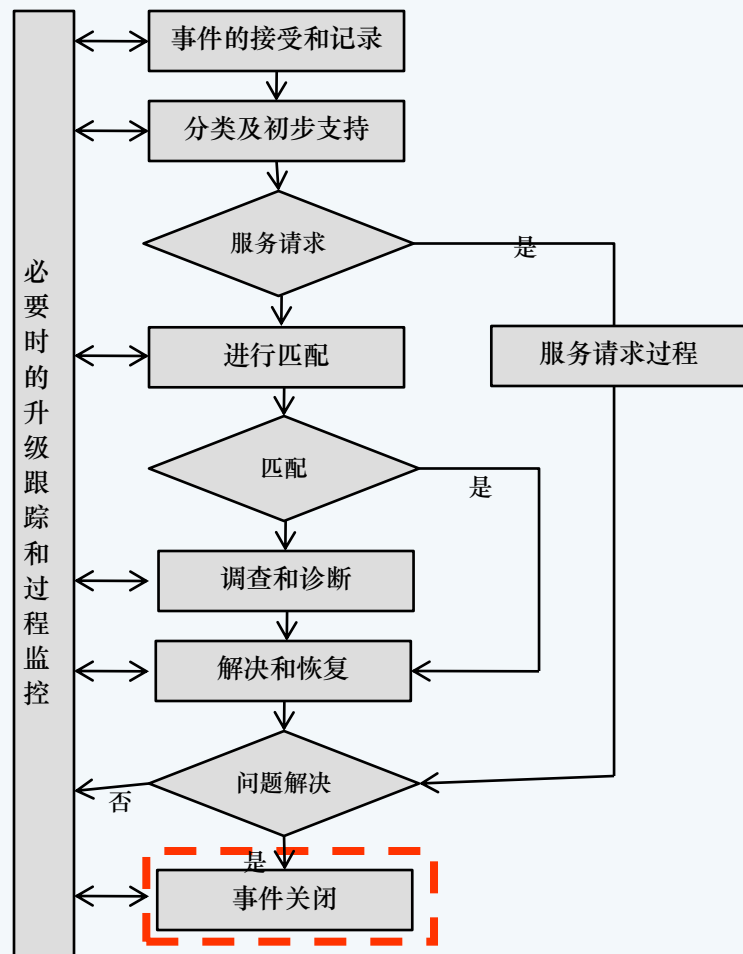 事件的接受和记录
分类及初步支持
服务请求
是
进行匹配
服务请求过程
匹配
是
调查和诊断
解决和恢复
问题解决
否
是
事件关闭
必要时的升级跟踪和过程监控